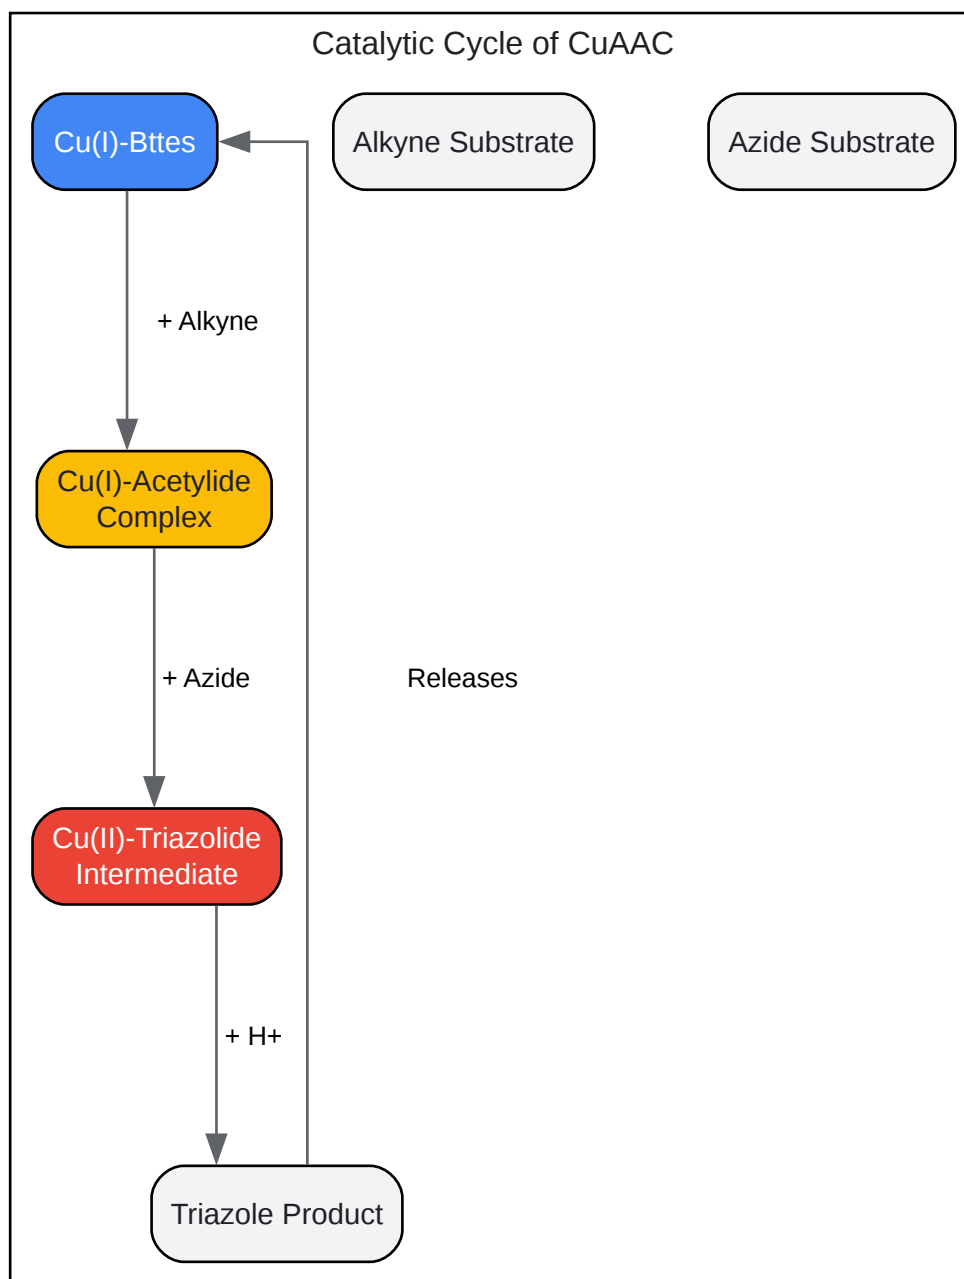 Catalytic Cycle of CuAAC
Cu(I)-Bttes
Alkyne Substrate
Azide Substrate
+ Alkyne
Cu(I)-Acetylide
Complex
+ Azide
Releases
Cu(II)-Triazolide
Intermediate
+ H+
Triazole Product